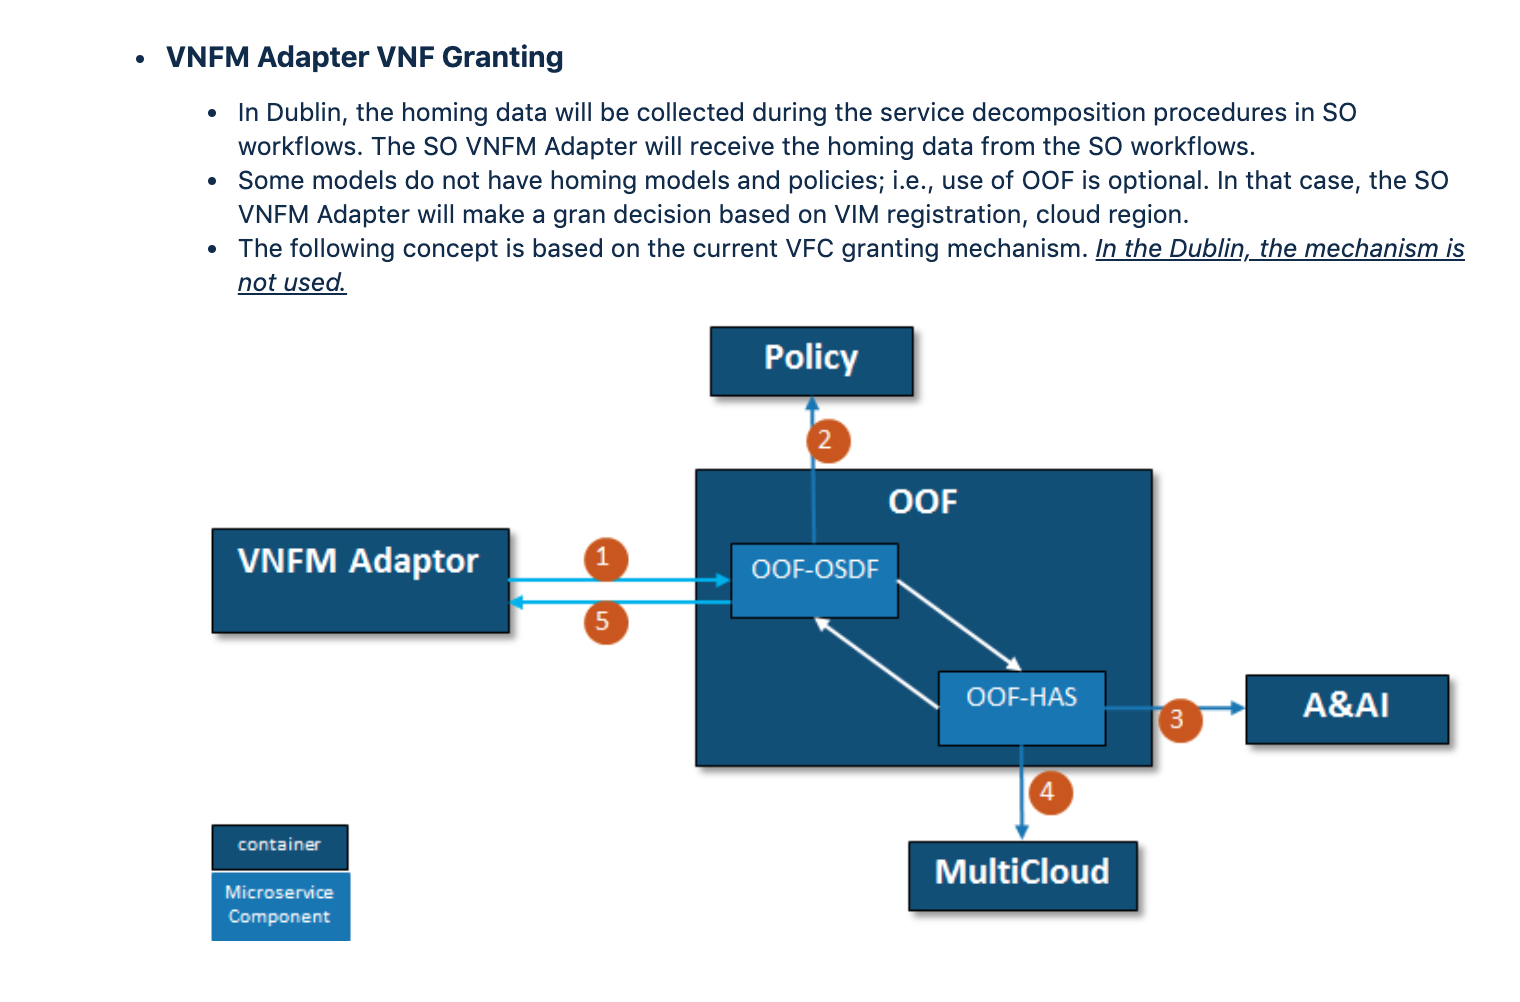 • VNFM Adapter VNF Granting
• In Dublin, the homing data will be collected during the service decomposition procedures in SO
workflows. The SO VNFM Adapter will receive the homing data from the SO workflows.
• Some models do not have homing models and policies; i.e., use of OOF is optional. In that case, the SO
VNFM Adapter will make a gran decision based on VIM registration, cloud region.
• The following concept is based on the current VFC granting mechanism. In the Dublin, the mechanism is
not used.
Policy
2
OOF
VNFM Adaptor
1
OOF-OSDF
5
OOF-HAS
3
A&AI
4
MultiCloud
container
Microservice
Component